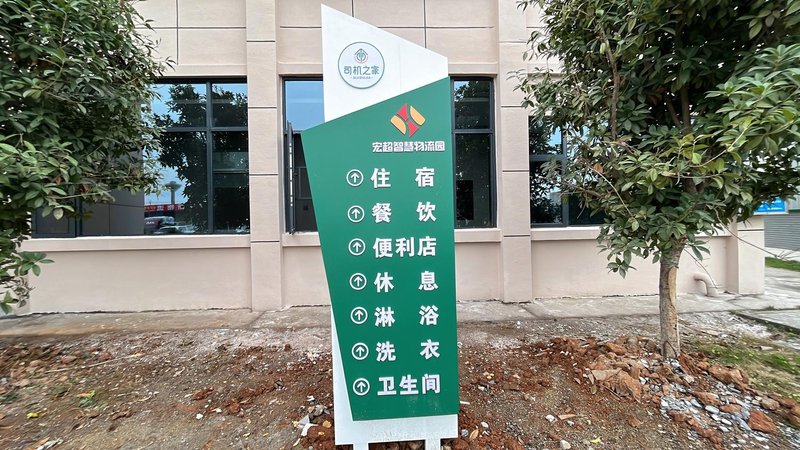 司机之家
宏超智慧物流园
住宿
餐饮
便利店
休息
淋浴
洗衣
卫生间